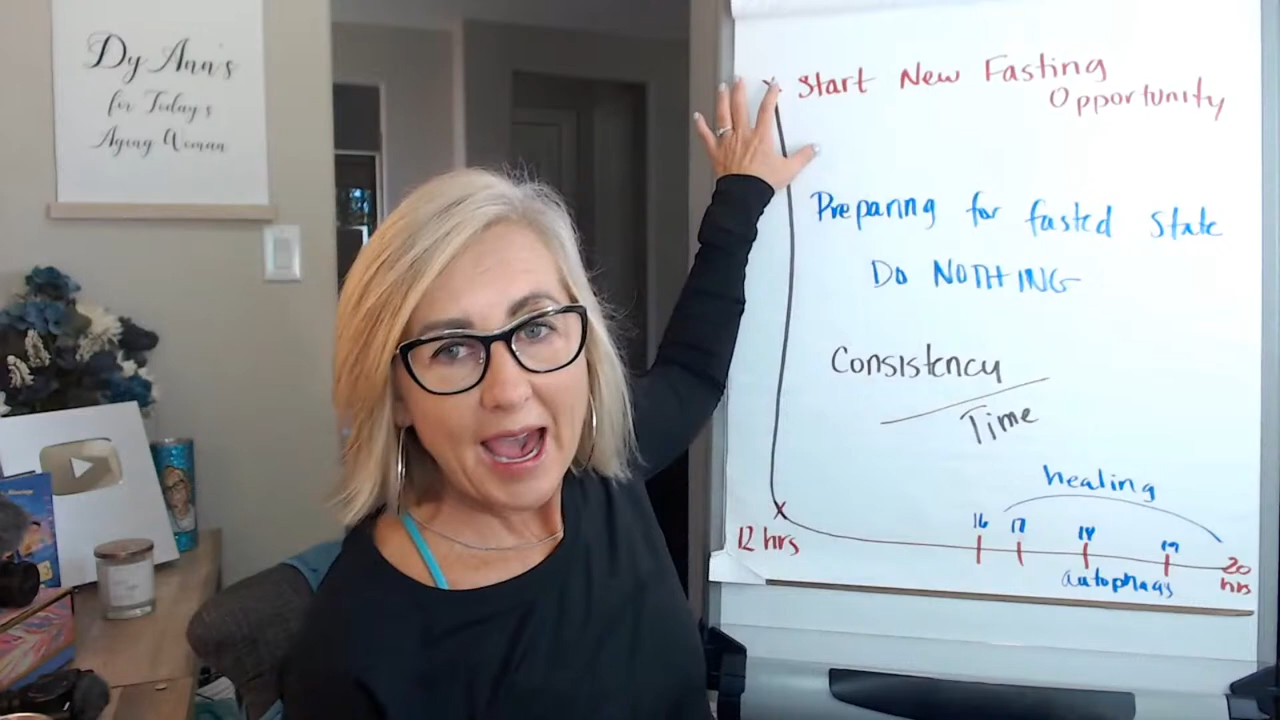 Dy Ann's
for Today's
Aging Woman
Start New Fasting
Opportunity
Preparing for fasted State
DO NOTHING
Consistency
Time
healing
16 17 18 19
12 hrs
20
hrs
autophagy